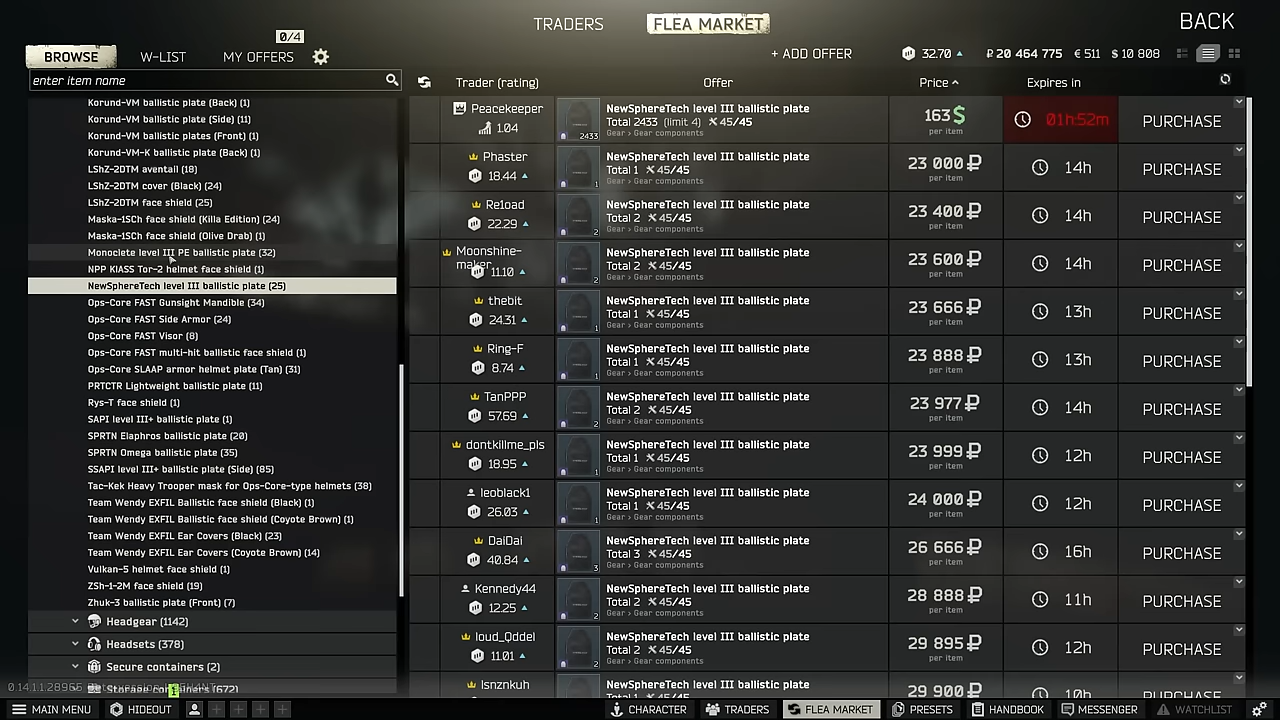 TRADERS
FLEA MARKET
BACK
0/4
BROWSE
W-LIST
MY OFFERS
+ ADD OFFER
32.70
₽ 20 464 775
€ 511
$ 10 808
enter item name
Trader (rating)
Offer
Price
Expires in
Korund-VM ballistic plate (Back) (1)
Korund-VM ballistic plate (Side) (11)
Korund-VM ballistic plates (Front) (1)
Korund-VM-K ballistic plate (Back) (1)
LShZ-2DTM aventail (18)
LShZ-2DTM cover (Black) (24)
LShZ-2DTM face shield (25)
Maska-1SCh face shield (Killa Edition) (24)
Maska-1SCh face shield (Olive Drab) (1)
Monoclete level III PE ballistic plate (32)
NPP KlASS Tor-2 helmet face shield (1)
NewSphereTech level III ballistic plate (25)
Ops-Core FAST Gunsight Mandible (34)
Ops-Core FAST Side Armor (24)
Ops-Core FAST Visor (8)
Ops-Core FAST multi-hit ballistic face shield (1)
Ops-Core SLAAP armor helmet plate (Tan) (31)
PRTCTR Lightweight ballistic plate (11)
Rys-T face shield (1)
SAPI level III+ ballistic plate (1)
SPRTN Elaphros ballistic plate (20)
SPRTN Omega ballistic plate (35)
SSAPI level III+ ballistic plate (Side) (85)
Tac-Kek Heavy Trooper mask for Ops-Core-type helmets (38)
Team Wendy EXFIL Ballistic face shield (Black) (1)
Team Wendy EXFIL Ballistic face shield (Coyote Brown) (1)
Team Wendy EXFIL Ear Covers (Black) (23)
Team Wendy EXFIL Ear Covers (Coyote Brown) (14)
Vulkan-5 helmet face shield (1)
ZSh-1-2M face shield (19)
Zhuk-3 ballistic plate (Front) (7)
Headgear (1142)
Headsets (378)
Secure containers (2)
Storage containers (672)
Peacekeeper
1.04
2433
NewSphereTech level III ballistic plate
Total 2433 (limit 4) 45/45
163$
per item
01h:52m
PURCHASE
Phaster
18.44
1
NewSphereTech level III ballistic plate
Total 1 45/45
Gear > Gear components
23 000 ₽
per item
14h
PURCHASE
Re1oad
22.29
2
NewSphereTech level III ballistic plate
Total 2 45/45
Gear > Gear components
23 400 ₽
per item
14h
PURCHASE
Moonshine-
maker
11.10
2
NewSphereTech level III ballistic plate
Total 2 45/45
Gear > Gear components
23 600 ₽
per item
14h
PURCHASE
thebit
24.31
1
NewSphereTech level III ballistic plate
Total 1 45/45
Gear > Gear components
23 666 ₽
per item
13h
PURCHASE
Ring-F
8.74
1
NewSphereTech level III ballistic plate
Total 1 45/45
Gear > Gear components
23 888 ₽
per item
13h
PURCHASE
TanPPP
57.69
2
NewSphereTech level III ballistic plate
Total 2 45/45
Gear > Gear components
23 977 ₽
per item
14h
PURCHASE
dontkillme_pls
18.95
1
NewSphereTech level III ballistic plate
Total 1 45/45
Gear > Gear components
23 999 ₽
per item
12h
PURCHASE
leoblack1
26.03
1
NewSphereTech level III ballistic plate
Total 1 45/45
Gear > Gear components
24 000 ₽
per item
12h
PURCHASE
DaiDai
40.84
3
NewSphereTech level III ballistic plate
Total 3 45/45
Gear > Gear components
26 666 ₽
per item
16h
PURCHASE
Kennedy44
12.25
2
NewSphereTech level III ballistic plate
Total 2 45/45
Gear > Gear components
28 888 ₽
per item
11h
PURCHASE
loud_Qddel
11.01
2
NewSphereTech level III ballistic plate
Total 2 45/45
Gear > Gear components
29 895 ₽
per item
12h
PURCHASE
lsnznkuh
NewSphereTech level III ballistic plate
29 900 ₽
10h
PURCHASE
MAIN MENU
HIDEOUT
1
CHARACTER
TRADERS
FLEA MARKET
PRESETS
HANDBOOK
MESSENGER
WATCHLIST